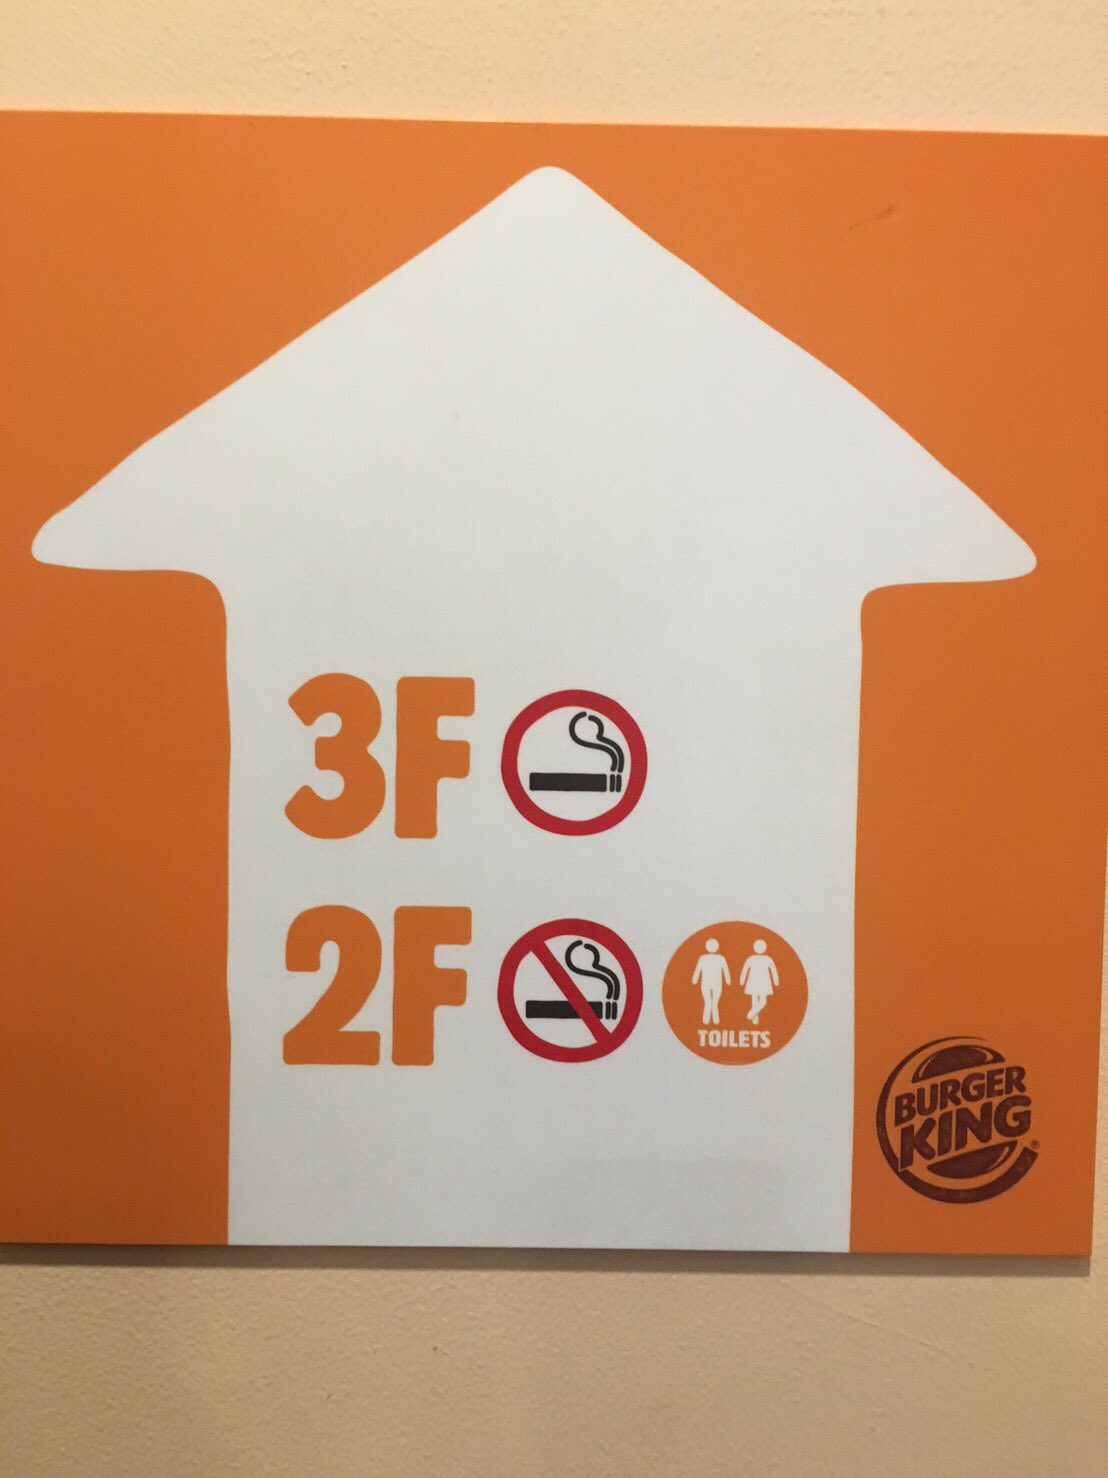 3F
2F
TOILETS
BURGER
KING®